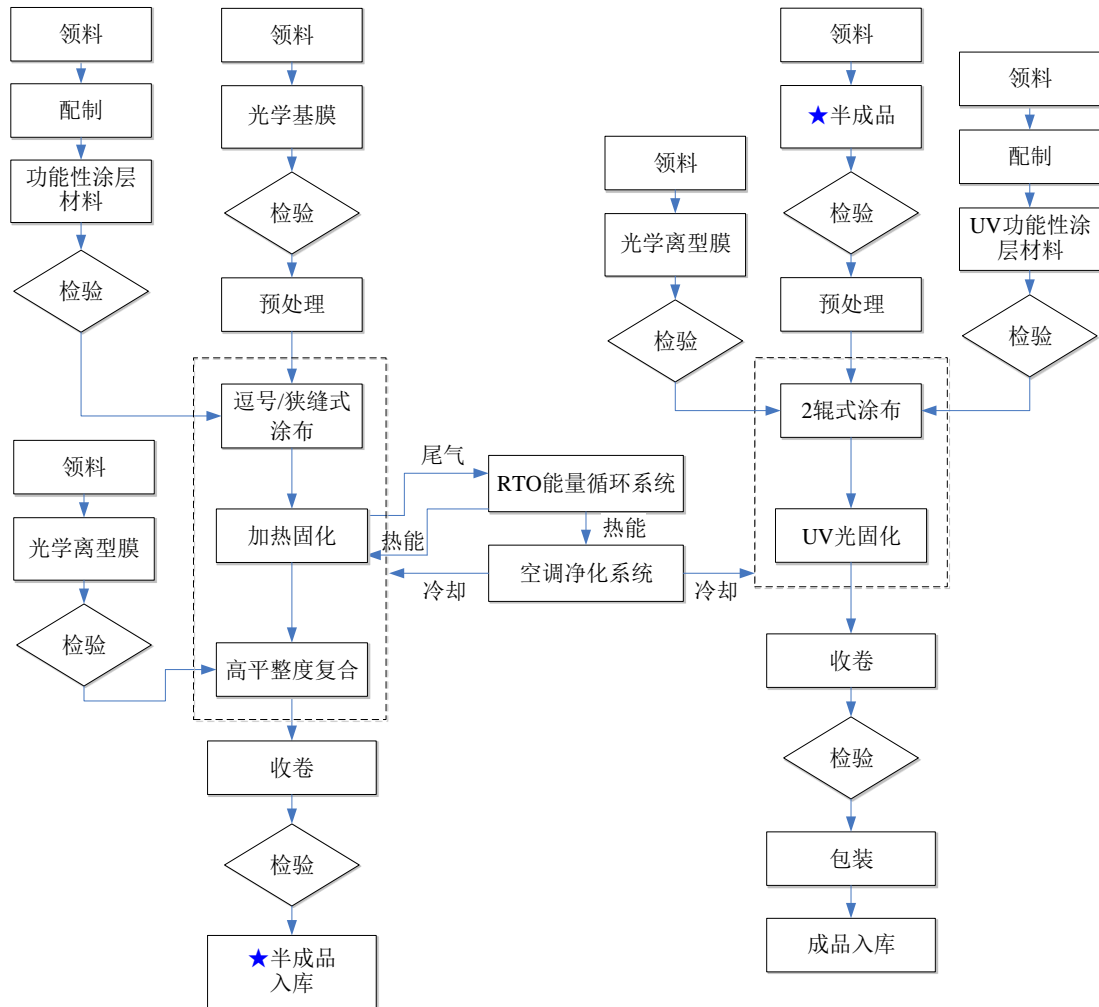 领料
配制
功能性涂层
材料
检验
领料
光学基膜
检验
预处理
逗号/狭缝式
涂布
加热固化
高平整度复合
收卷
检验
★半成品
入库
领料
光学离型膜
检验
尾气
RTO能量循环系统
热能
热能
空调净化系统
冷却
冷却
领料
光学离型膜
检验
领料
★半成品
检验
预处理
2辊式涂布
UV光固化
收卷
检验
包装
成品入库
领料
配制
UV功能性涂
层材料
检验